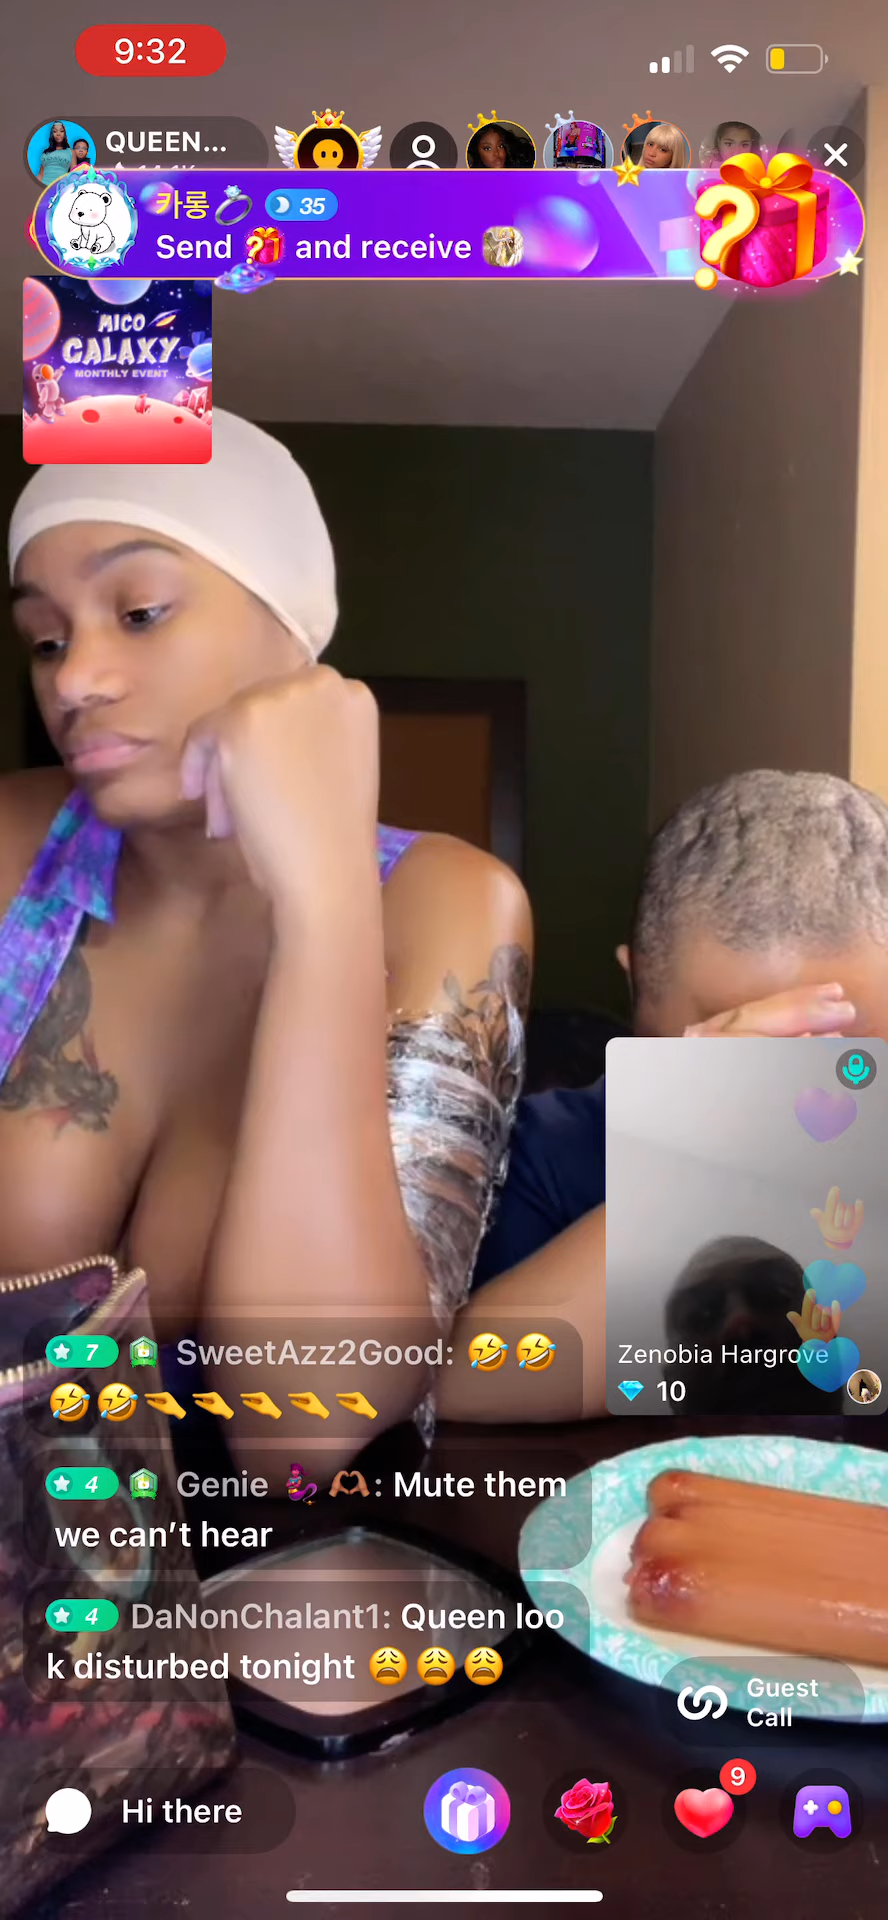 9:32
QUEEN...
카롱 35
Send and receive
MICO
GALAXY
MONTHLY EVENT
Zenobia Hargrove
10
7 SweetAzz2Good: 🤣🤣
🤣🤣🤏🤏🤏🤏🤏
4 Genie 🧞‍♀️🫶🏽: Mute them
we can't hear
4 DaNonChalant1: Queen loo
k disturbed tonight 😩😩😩
Guest
Call
Hi there
9